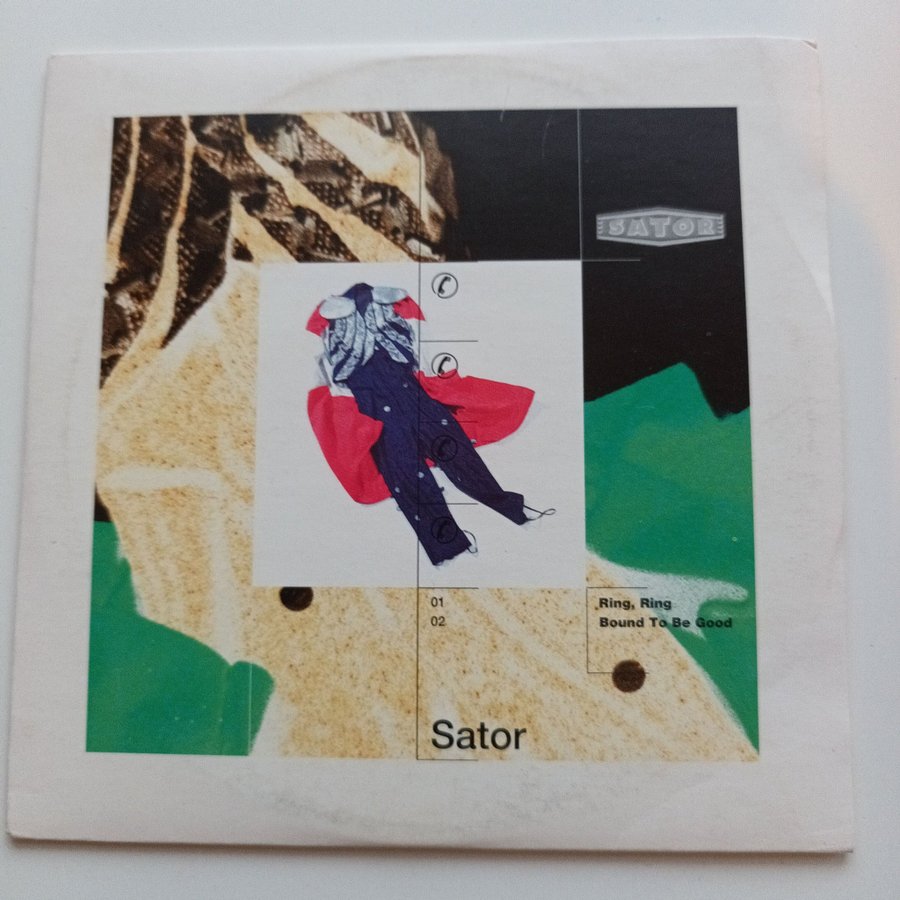 SATOR
01
02
Ring, Ring
Bound To Be Good
Sator